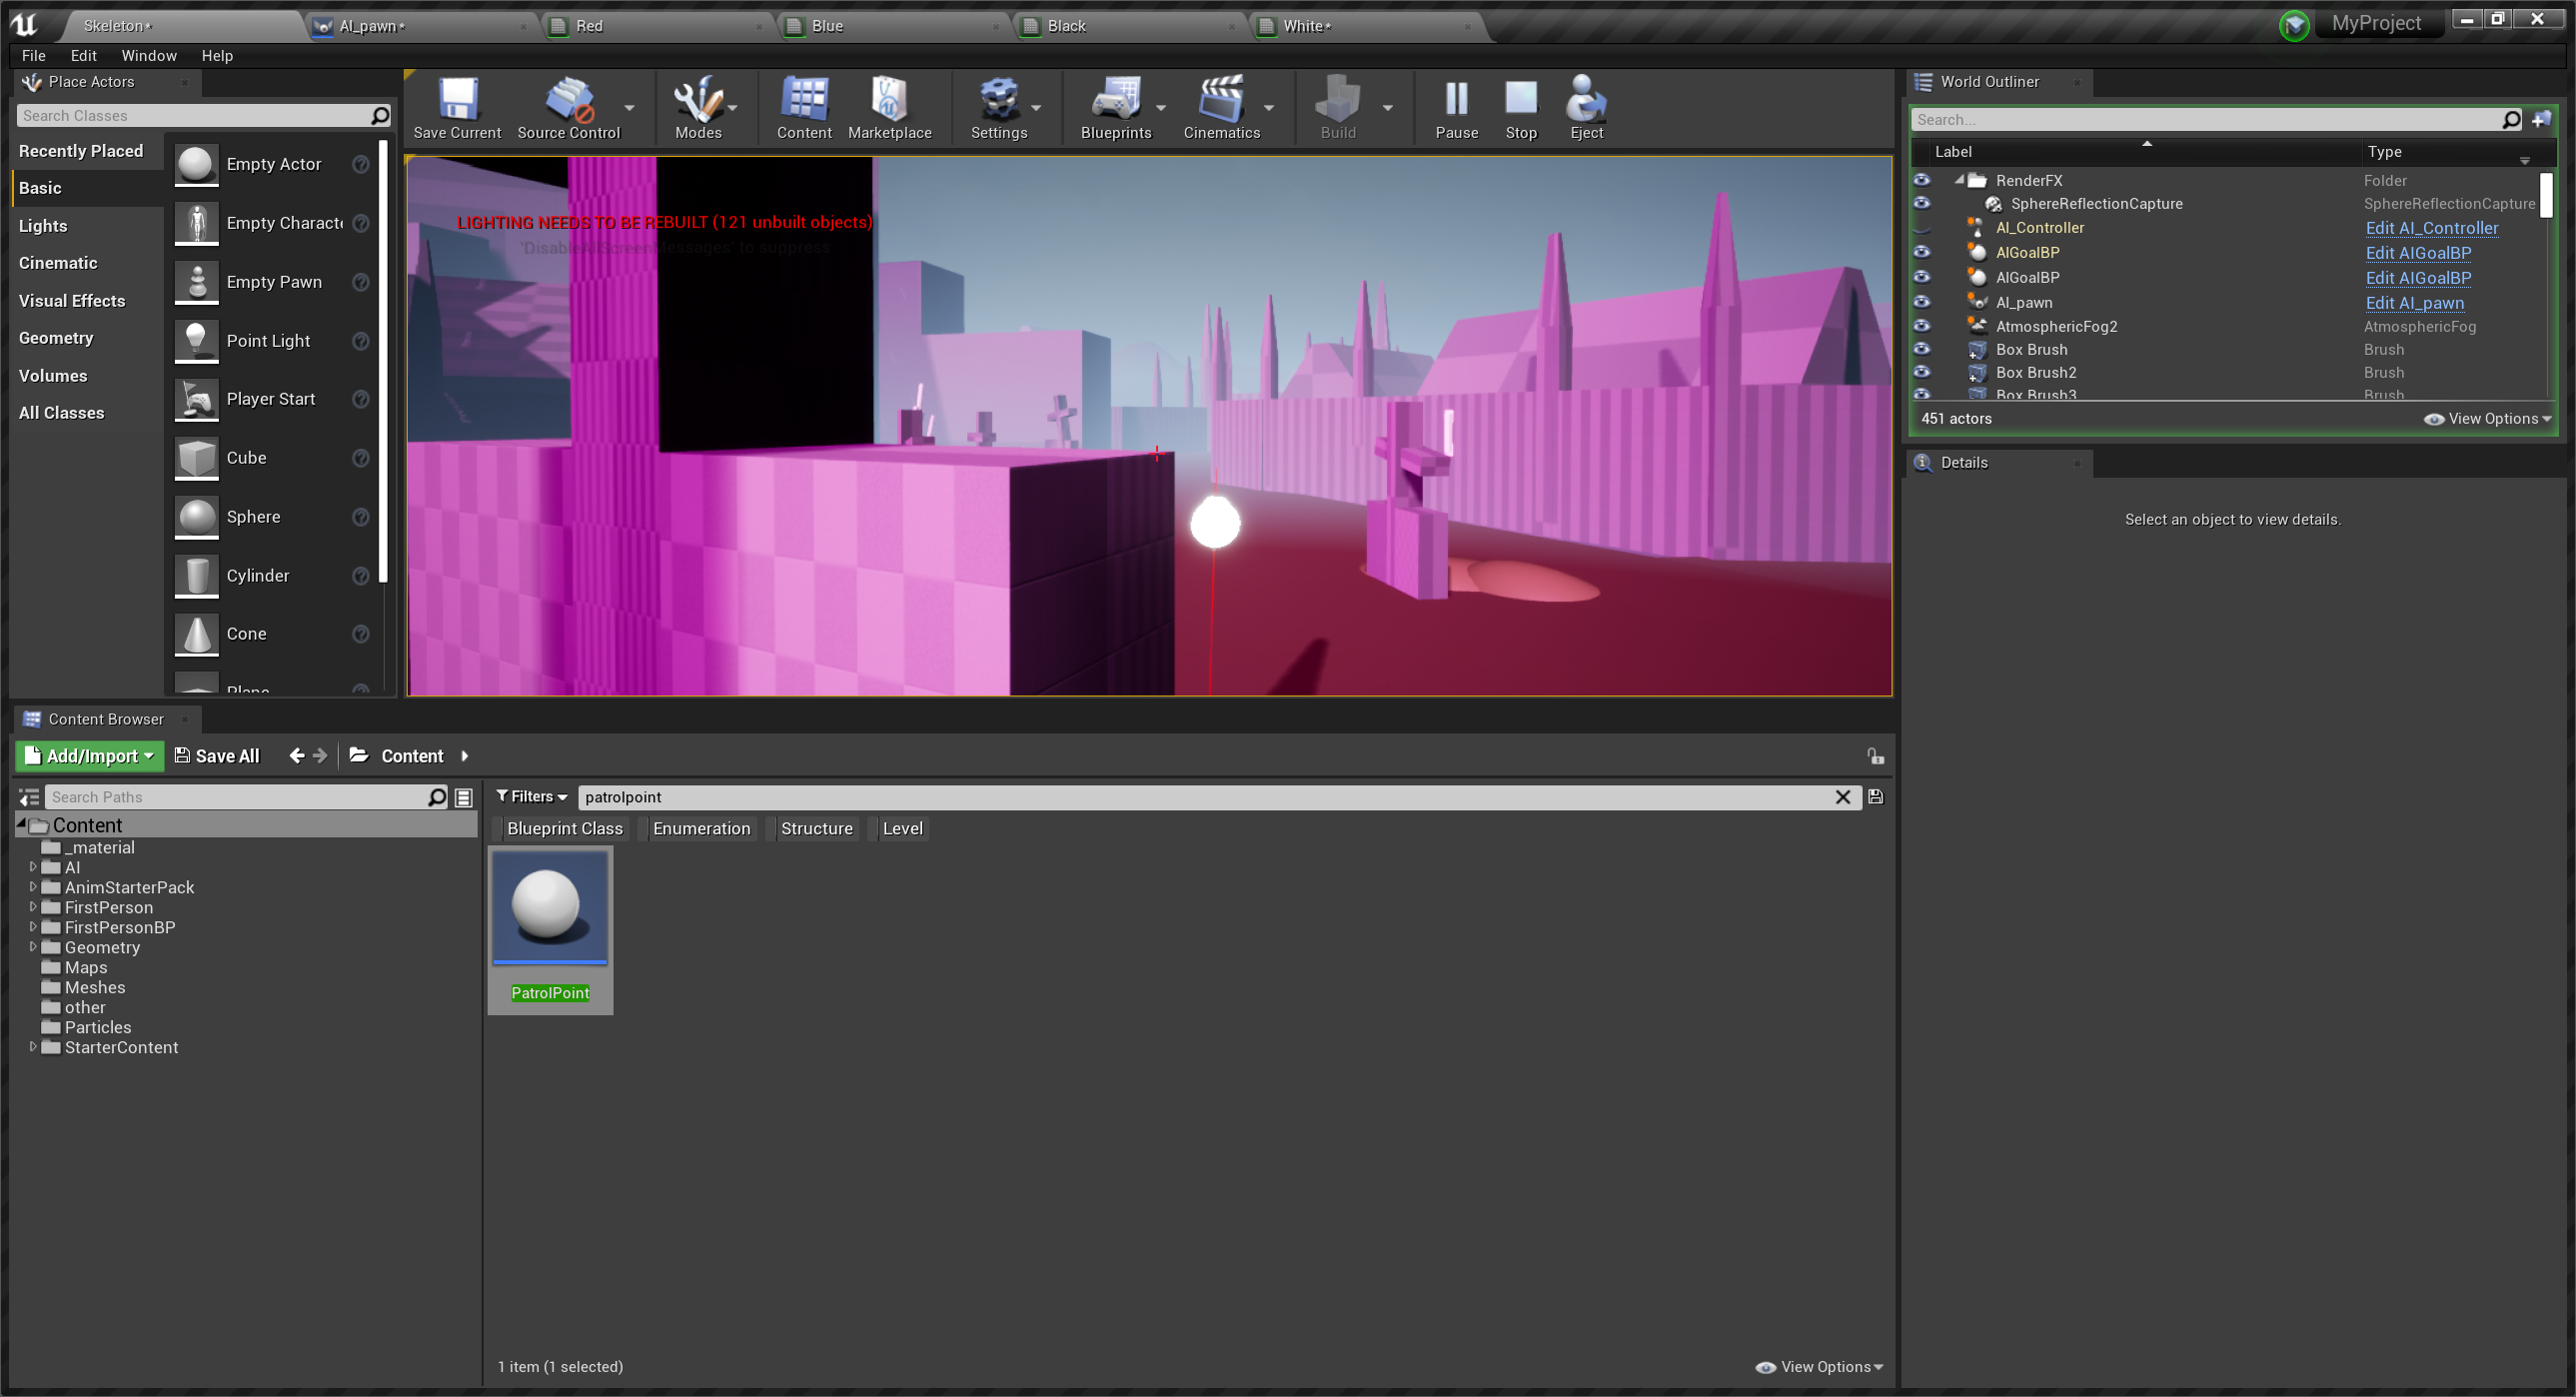 Skeleton*
AI_pawn*
Red
Blue
Black
White*
MyProject
File Edit Window Help
Place Actors
Search Classes
Recently Placed
Basic
Lights
Cinematic
Visual Effects
Geometry
Volumes
All Classes
Empty Actor
Empty Characte
Empty Pawn
Point Light
Player Start
Cube
Sphere
Cylinder
Cone
Plane
Save Current
Source Control
Modes
Content
Marketplace
Settings
Blueprints
Cinematics
Build
Pause
Stop
Eject
LIGHTING NEEDS TO BE REBUILT (121 unbuilt objects)
'DisableAllScreenMessages' to suppress
World Outliner
Search...
Label Type
RenderFX Folder
SphereReflectionCapture SphereReflectionCapture
AI_Controller Edit AI_Controller
AIGoalBP Edit AIGoalBP
AIGoalBP Edit AIGoalBP
AI_pawn Edit AI_pawn
AtmosphericFog2 AtmosphericFog
Box Brush Brush
Box Brush2 Brush
Box Brush3 Brush
451 actors
View Options
Details
Select an object to view details.
Content Browser
Add/Import
Save All
Content
Search Paths
Content
_material
AI
AnimStarterPack
FirstPerson
FirstPersonBP
Geometry
Maps
Meshes
other
Particles
StarterContent
Filters
patrolpoint
Blueprint Class
Enumeration
Structure
Level
PatrolPoint
1 item (1 selected)
View Options